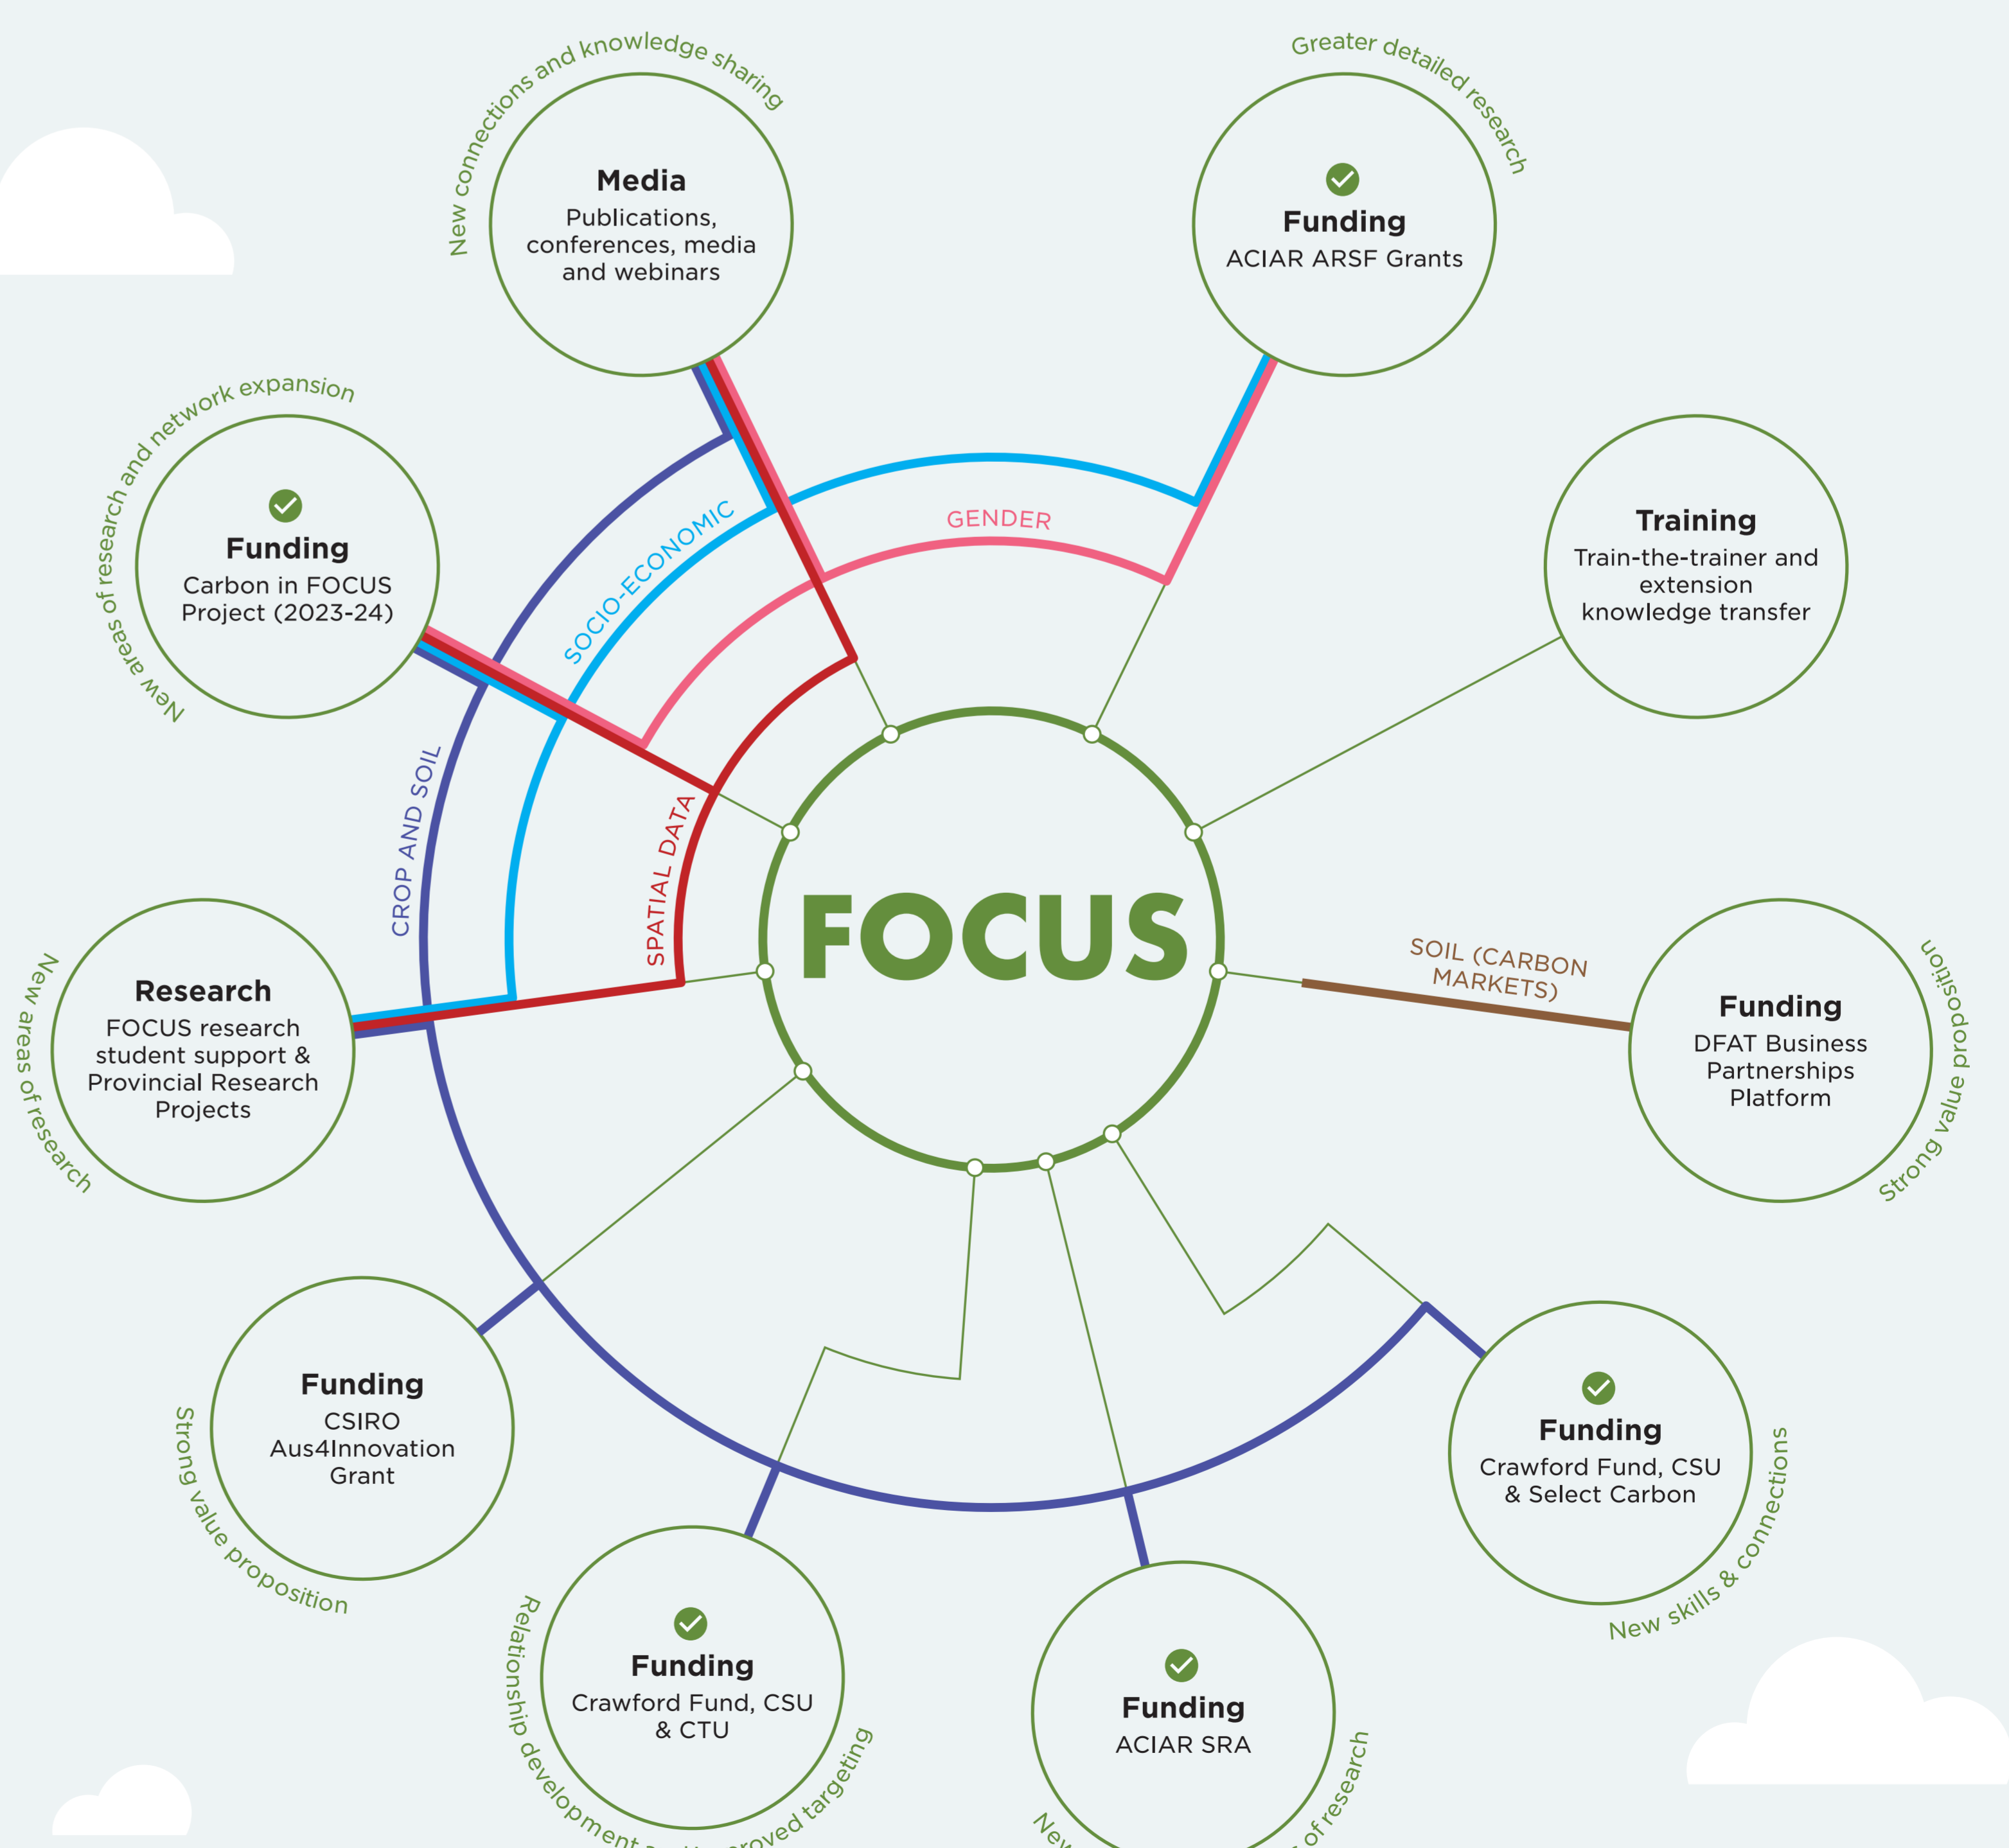 New connections and knowledge sharing
Media
Publications,
conferences, media
and webinars
Greater detailed research
Funding
ACIAR ARSF Grants
New areas of research and network expansion
Funding
Carbon in FOCUS
Project (2023-24)
Training
Train-the-trainer and
extension
knowledge transfer
SOCIO-ECONOMIC
GENDER
CROP AND SOIL
SPATIAL DATA
FOCUS
SOIL (CARBON
MARKETS)
New areas of research
Research
FOCUS research
student support &
Provincial Research
Projects
Funding
DFAT Business
Partnerships
Platform
Strong value proposition
Funding
CSIRO
Aus4Innovation
Grant
Strong value proposition
Funding
Crawford Fund, CSU
& Select Carbon
New skills & connections
Funding
Crawford Fund, CSU
& CTU
Relationship development targeting
Funding
ACIAR SRA
New of research